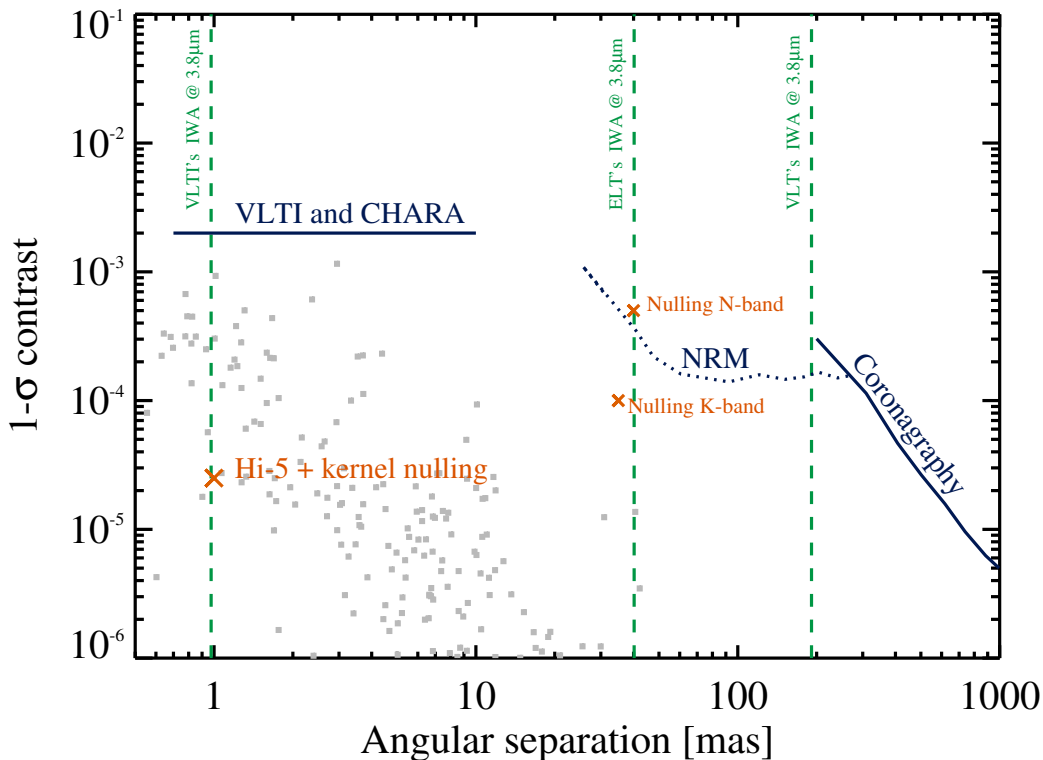 10⁻¹
10⁻²
10⁻³
10⁻⁴
10⁻⁵
10⁻⁶
1-σ contrast
VLTI's IWA @ 3.8μm
ELT's IWA @ 3.8μm
VLT's IWA @ 3.8μm
VLTI and CHARA
Nulling N-band
NRM
Nulling K-band
Coronagraphy
Hi-5 + kernel nulling
1
10
100
1000
Angular separation [mas]